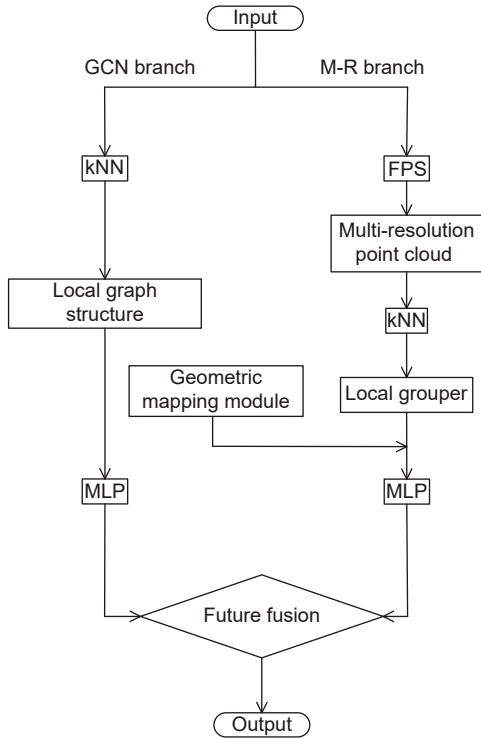 Input
GCN branch
M-R branch
kNN
FPS
Multi-resolution
point cloud
Local graph
structure
kNN
Geometric
mapping module
Local grouper
MLP
MLP
Future fusion
Output